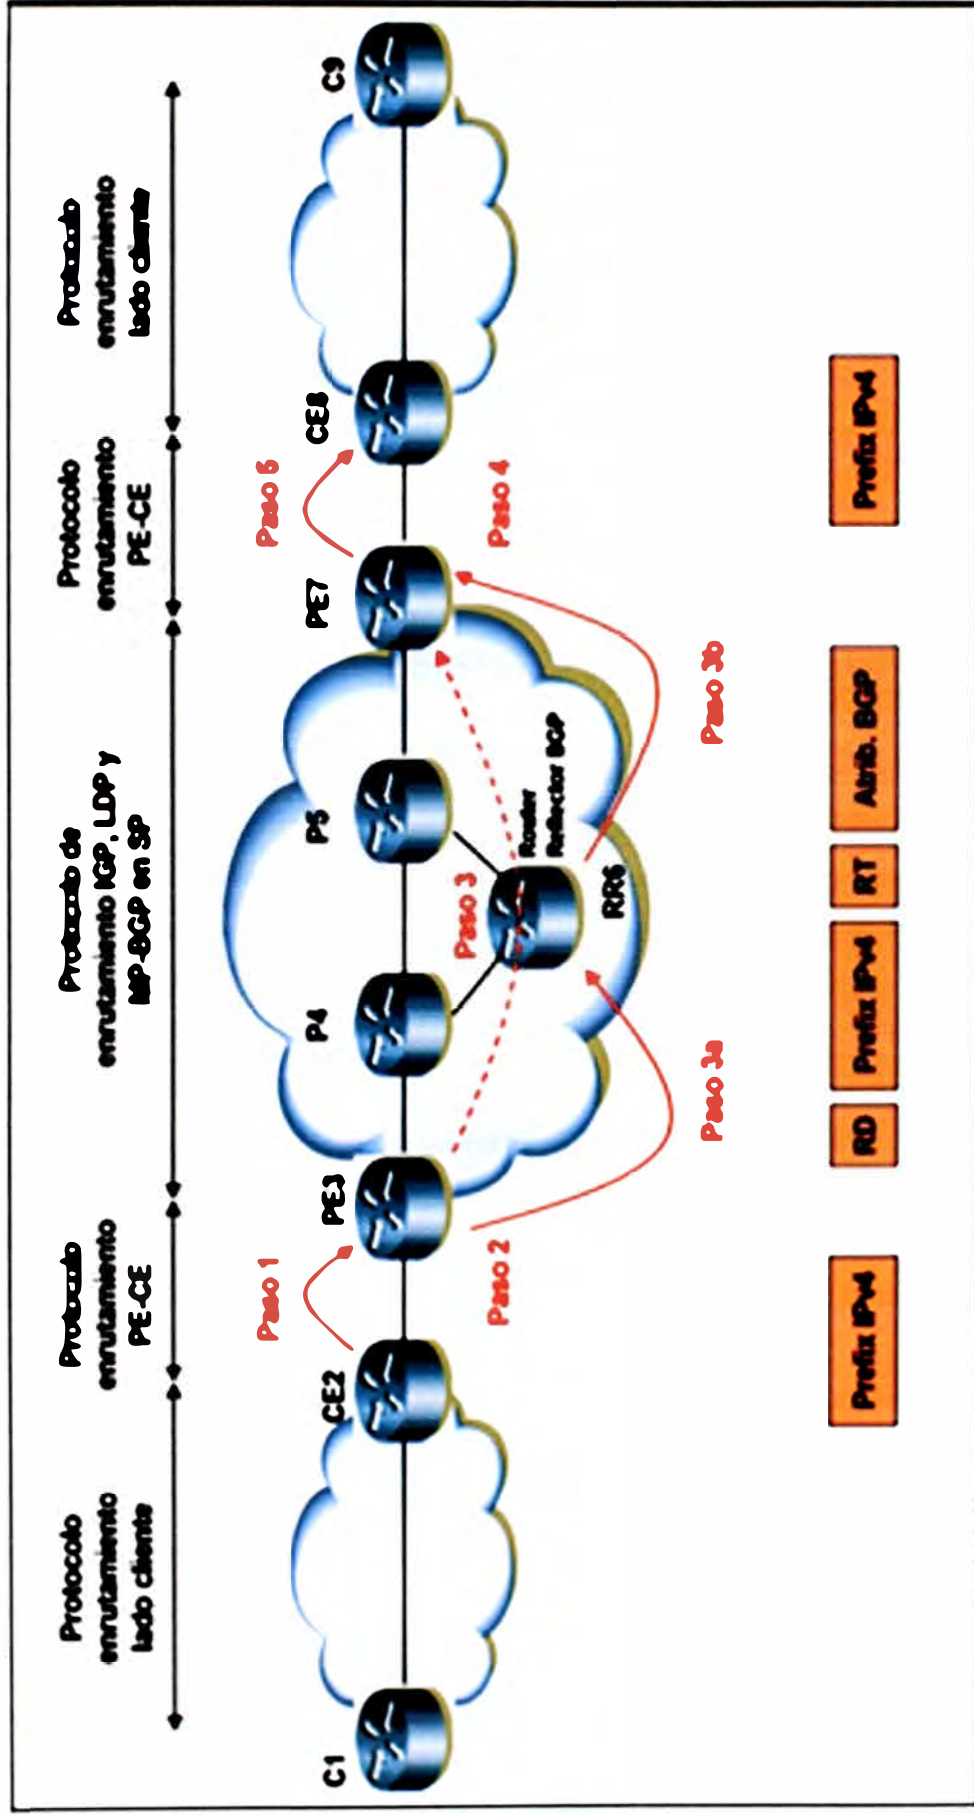 Protocolo
enrutamiento
lado cliente
Protocolo
enrutamiento
PE-CE
Protocolo de
enrutamiento IGP, LDP y
MP-BGP en SP
Protocolo
enrutamiento
PE-CE
Protocolo
enrutamiento
lado cliente
Paso 1
Paso 5
C1
CE2
PE3
P4
P5
PE7
CE8
C9
Paso 2
Paso 3
Paso 4
Router
Reflector BGP
RR6
Paso 3a
Paso 3b
Prefix IPv4
RD
Prefix IPv4
RT
Atrib. BGP
Prefix IPv4